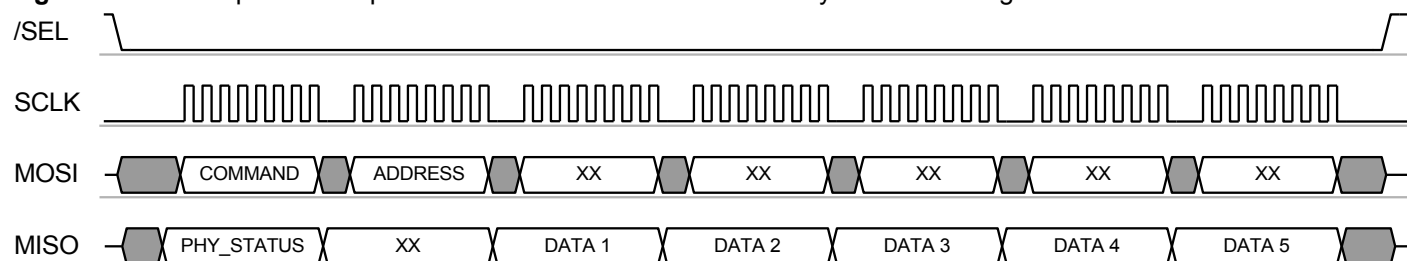 /SEL
SCLK
MOSI COMMAND ADDRESS XX XX XX XX XX
MISO PHY_STATUS XX DATA 1 DATA 2 DATA 3 DATA 4 DATA 5